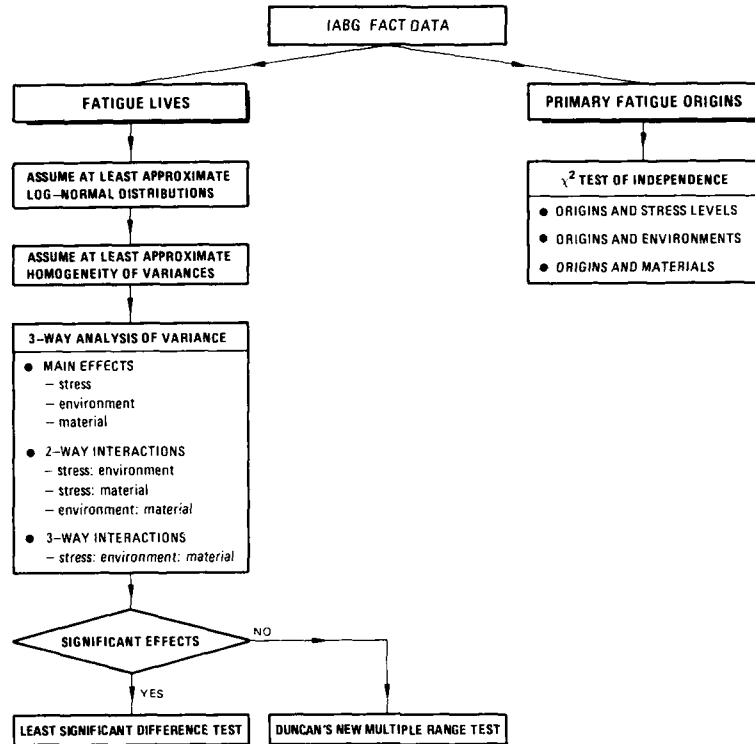 IABG FACT DATA
FATIGUE LIVES
PRIMARY FATIGUE ORIGINS
ASSUME AT LEAST APPROXIMATE
LOG-NORMAL DISTRIBUTIONS
χ² TEST OF INDEPENDENCE
● ORIGINS AND STRESS LEVELS
● ORIGINS AND ENVIRONMENTS
● ORIGINS AND MATERIALS
ASSUME AT LEAST APPROXIMATE
HOMOGENEITY OF VARIANCES
3-WAY ANALYSIS OF VARIANCE
● MAIN EFFECTS
– stress
– environment
– material
● 2-WAY INTERACTIONS
– stress: environment
– stress: material
– environment: material
● 3-WAY INTERACTIONS
– stress: environment: material
SIGNIFICANT EFFECTS
NO
YES
LEAST SIGNIFICANT DIFFERENCE TEST
DUNCAN'S NEW MULTIPLE RANGE TEST